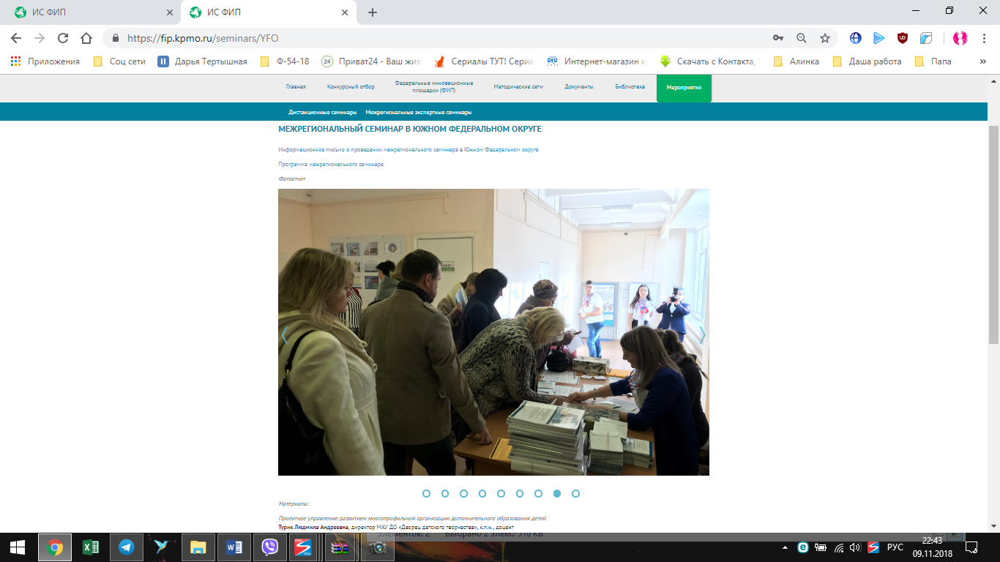 ИС ФИП
ИС ФИП
https://fip.kpmo.ru/seminars/YFO
Приложения
Соц сети
Дарья Тертышная
Ф-54-18
24
Приват24 - Ваш жив
Сериалы ТУТ! Сериа
Интернет-магазин к
Скачать с Контакта,
Алинка
Даша работа
Папа
»
Главная
Конкурсный отбор
Федеральные инновационные
площадки (ФИП)
Методические сети
Документы
Библиотека
Мероприятия
Дистанционные семинары
Межрегиональные экспертные семинары
МЕЖРЕГИОНАЛЬНЫЙ СЕМИНАР В ЮЖНОМ ФЕДЕРАЛЬНОМ ОКРУГЕ
Информационное письмо о проведении межрегионального семинара в Южном Федеральном округе
Программа межрегионального семинара
Фотоотчет
Материалы:
Проектное управление развитием многопрофильной организации дополнительного образования детей
Турик Людмила Андреевна, директор МАУ ДО «Дворец детского творчества», к.п.н., доцент
Элементов: 2 Выбрано 2 элем.: 516 КБ
РУС
22:43
09.11.2018